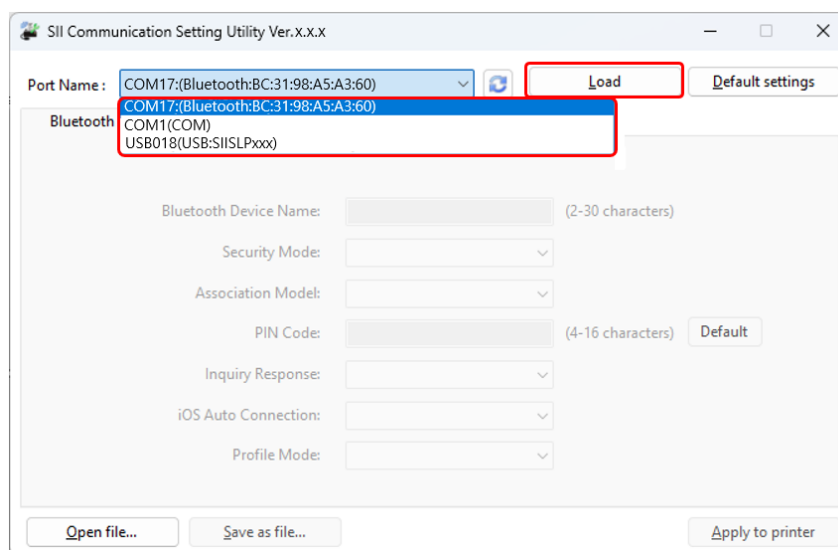 SII Communication Setting Utility Ver.x.x.x
Port Name : COM17:(Bluetooth:BC:31:98:A5:A3:60) Load Default settings
COM17:(Bluetooth:BC:31:98:A5:A3:60)
Bluetooth COM1(COM)
USB018(USB:SIISLPxxx)
Bluetooth Device Name: (2-30 characters)
Security Mode:
Association Model:
PIN Code: (4-16 characters) Default
Inquiry Response:
iOS Auto Connection:
Profile Mode:
Open file... Save as file... Apply to printer